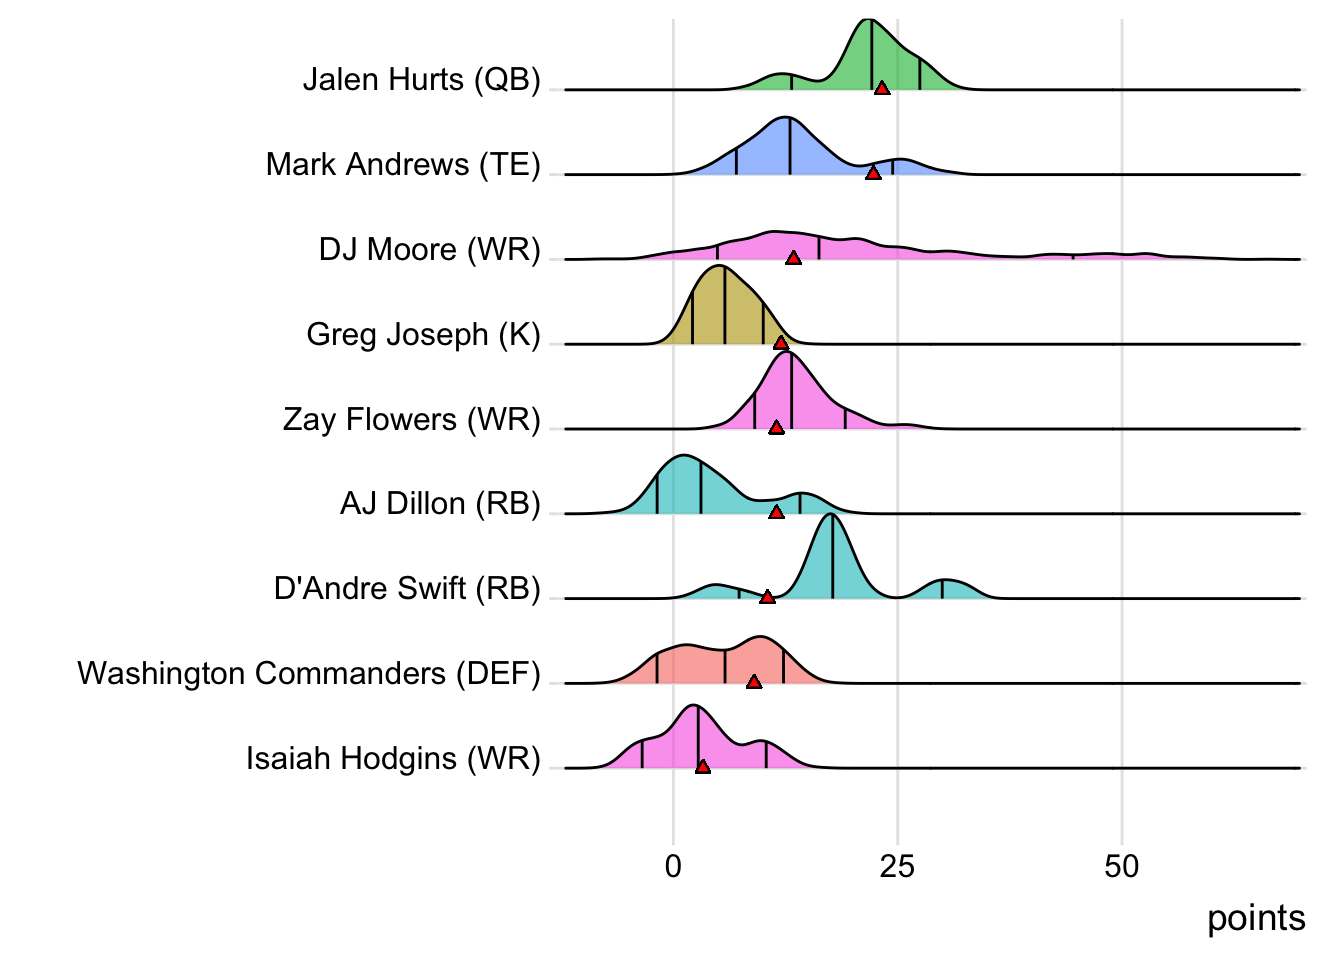 Jalen Hurts (QB)
Mark Andrews (TE)
DJ Moore (WR)
Greg Joseph (K)
Zay Flowers (WR)
AJ Dillon (RB)
D'Andre Swift (RB)
Washington Commanders (DEF)
Isaiah Hodgins (WR)
0 25 50
points